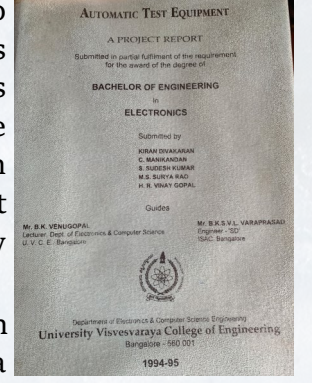 AUTOMATIC TEST EQUIPMENT
A PROJECT REPORT
Submitted in partial fulfilment of the requirement
for the award of the degree of
BACHELOR OF ENGINEERING
in
ELECTRONICS
Submitted by
KIRAN DIVAKARAN
C. MANIKANDAN
S. SUDESH KUMAR
M.S. SURYA RAO
H. R. VINAY GOPAL
Guides
Mr. B.K. VENUGOPAL
Lecturer, Dept. of Electronics & Computer Science
U. V. C. E., Bangalore
Mr. B.K.S.V.L. VARAPRASAD
Engineer - 'SD'
ISAC, Bangalore
Department of Electronics & Computer Science Engineering
University Visvesvaraya College of Engineering
Bangalore - 560 001
1994-95